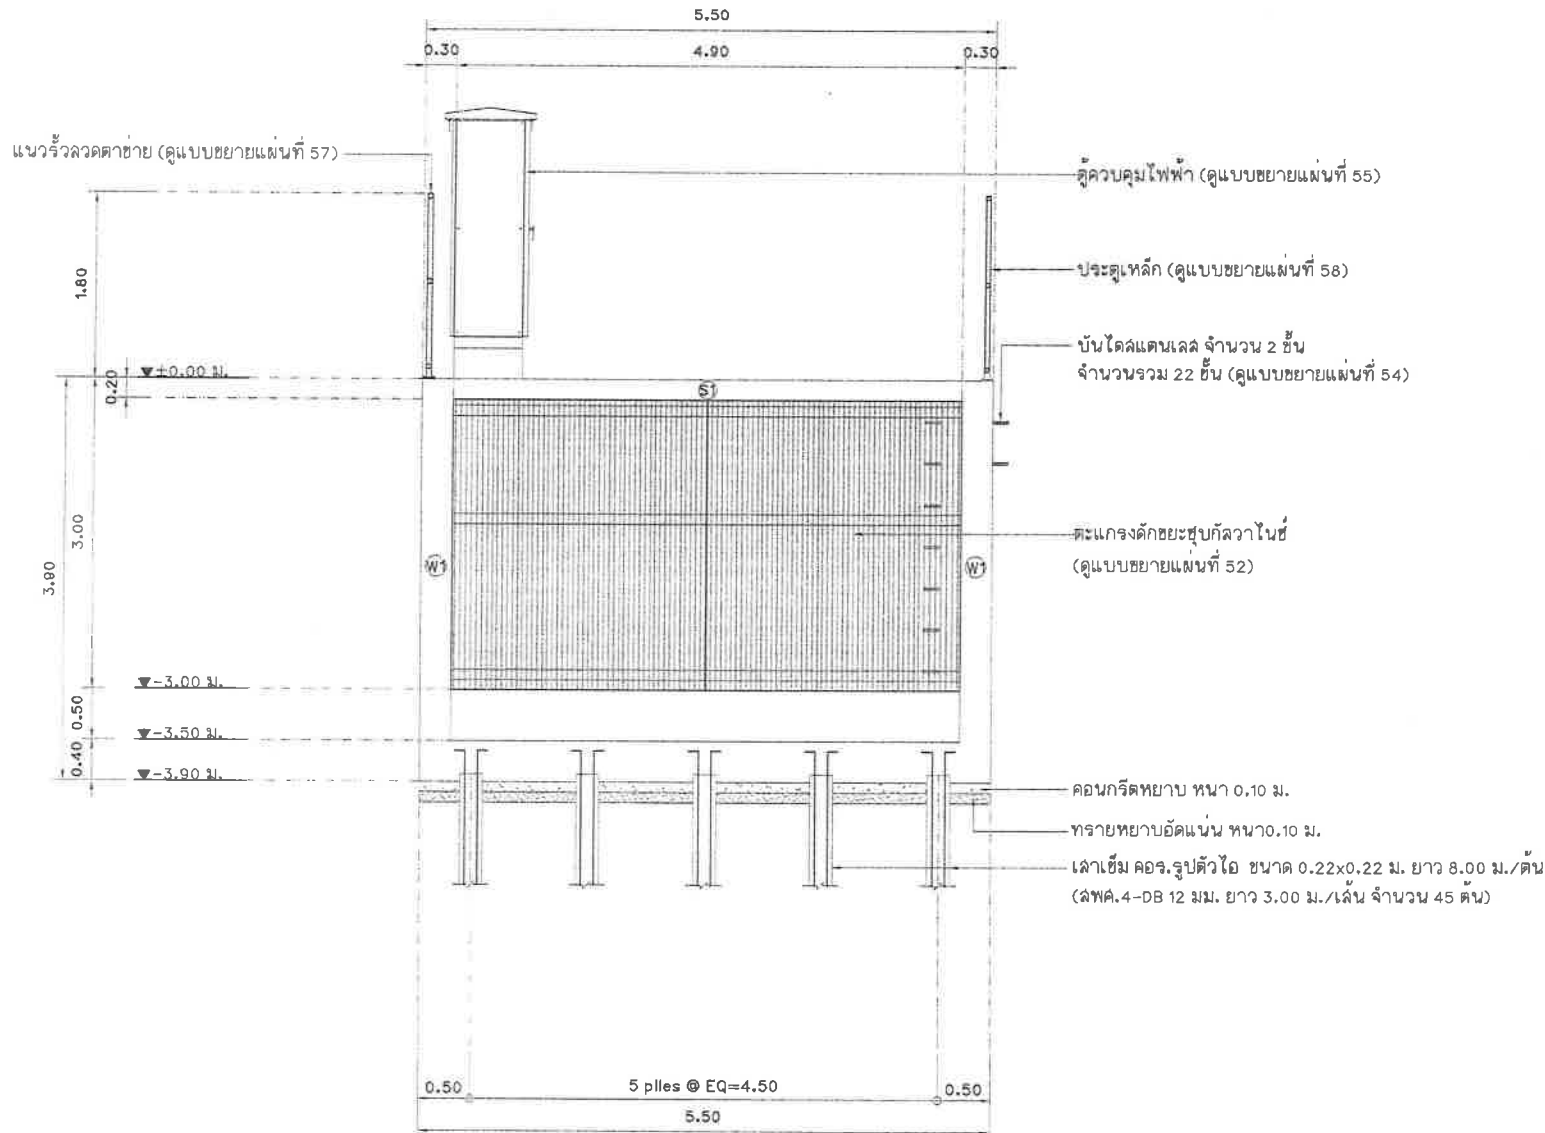 5.50
0.30
4.90
0.30
แนวรั้วลวดตาข่าย (ดูแบบขยายแผ่นที่ 57)
ตู้ควบคุมไฟฟ้า (ดูแบบขยายแผ่นที่ 55)
ประตูเหล็ก (ดูแบบขยายแผ่นที่ 58)
1.80
บันไดสแตนเลส จำนวน 2 ขั้น
จำนวนรวม 22 ขั้น (ดูแบบขยายแผ่นที่ 54)
±0.00 ม.
0.20
S1
3.00
3.90
W1
W1
ตะแกรงดักขยะชุบกัลวาไนซ์
(ดูแบบขยายแผ่นที่ 52)
-3.00 ม.
0.50
-3.50 ม.
0.40
-3.90 ม.
คอนกรีตหยาบ หนา 0.10 ม.
ทรายหยาบอัดแน่น หนา0.10 ม.
เสาเข็ม คอร.รูปตัวไอ ขนาด 0.22x0.22 ม. ยาว 8.00 ม./ต้น
(สพศ.4-DB 12 มม. ยาว 3.00 ม./เส้น จำนวน 45 ต้น)
0.50
5 piles @ EQ=4.50
0.50
5.50